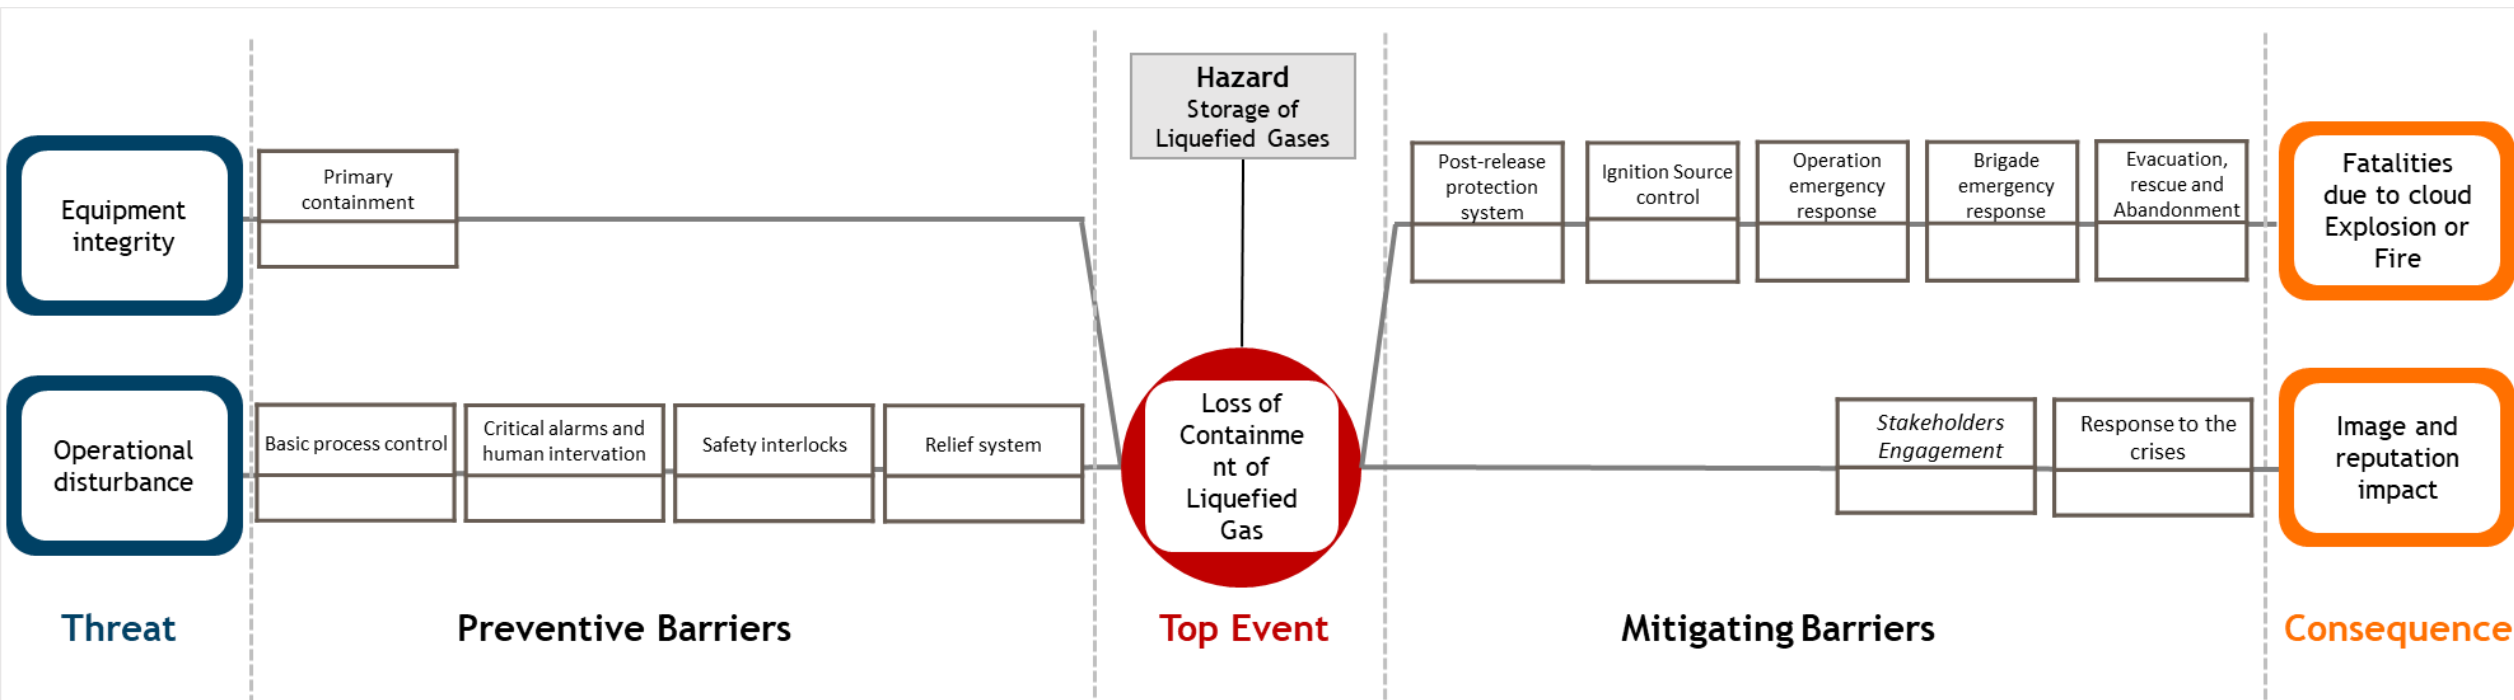 Hazard
Storage of
Liquefied Gases
Equipment
integrity
Primary
containment
Post-release
protection
system
Ignition Source
control
Operation
emergency
response
Brigade
emergency
response
Evacuation,
rescue and
Abandonment
Fatalities
due to cloud
Explosion or
Fire
Operational
disturbance
Basic process control
Critical alarms and
human intervation
Safety interlocks
Relief system
Loss of
Containme
nt of
Liquefied
Gas
Stakeholders
Engagement
Response to the
crises
Image and
reputation
impact
Threat
Preventive Barriers
Top Event
Mitigating Barriers
Consequence